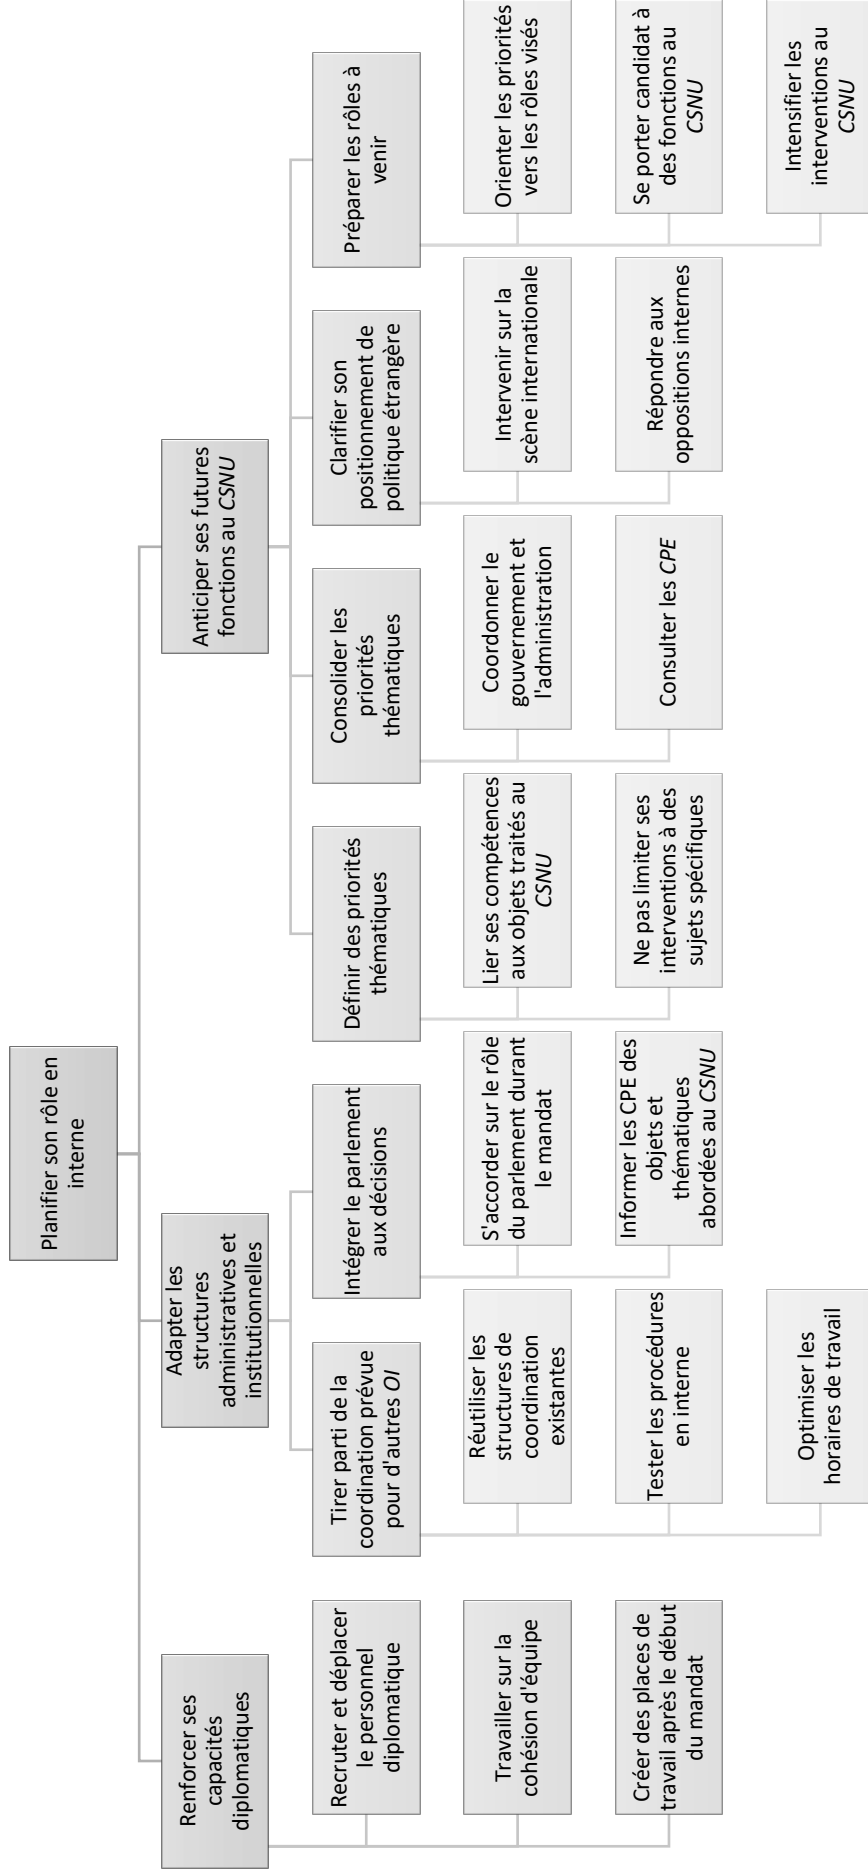 Planifier son rôle en
interne
Renforcer ses
capacités
diplomatiques
Recruter et déplacer
le personnel
diplomatique
Travailler sur la
cohésion d'équipe
Créer des places de
travail après le début
du mandat
Adapter les
structures
administratives et
institutionnelles
Tirer parti de la
coordination prévue
pour d'autres OI
Réutiliser les
structures de
coordination
existantes
Tester les procédures
en interne
Optimiser les
horaires de travail
Intégrer le parlement
aux décisions
S'accorder sur le rôle
du parlement durant
le mandat
Informer les CPE des
objets et
thématiques
abordées au CSNU
Anticiper ses futures
fonctions au CSNU
Définir des priorités
thématiques
Lier ses compétences
aux objets traités au
CSNU
Ne pas limiter ses
interventions à des
sujets spécifiques
Consolider les
priorités
thématiques
Coordonner le
gouvernement et
l'administration
Consulter les CPE
Clarifier son
positionnement de
politique étrangère
Intervenir sur la
scène internationale
Répondre aux
oppositions internes
Préparer les rôles à
venir
Orienter les priorités
vers les rôles visés
Se porter candidat à
des fonctions au
CSNU
Intensifier les
interventions au
CSNU